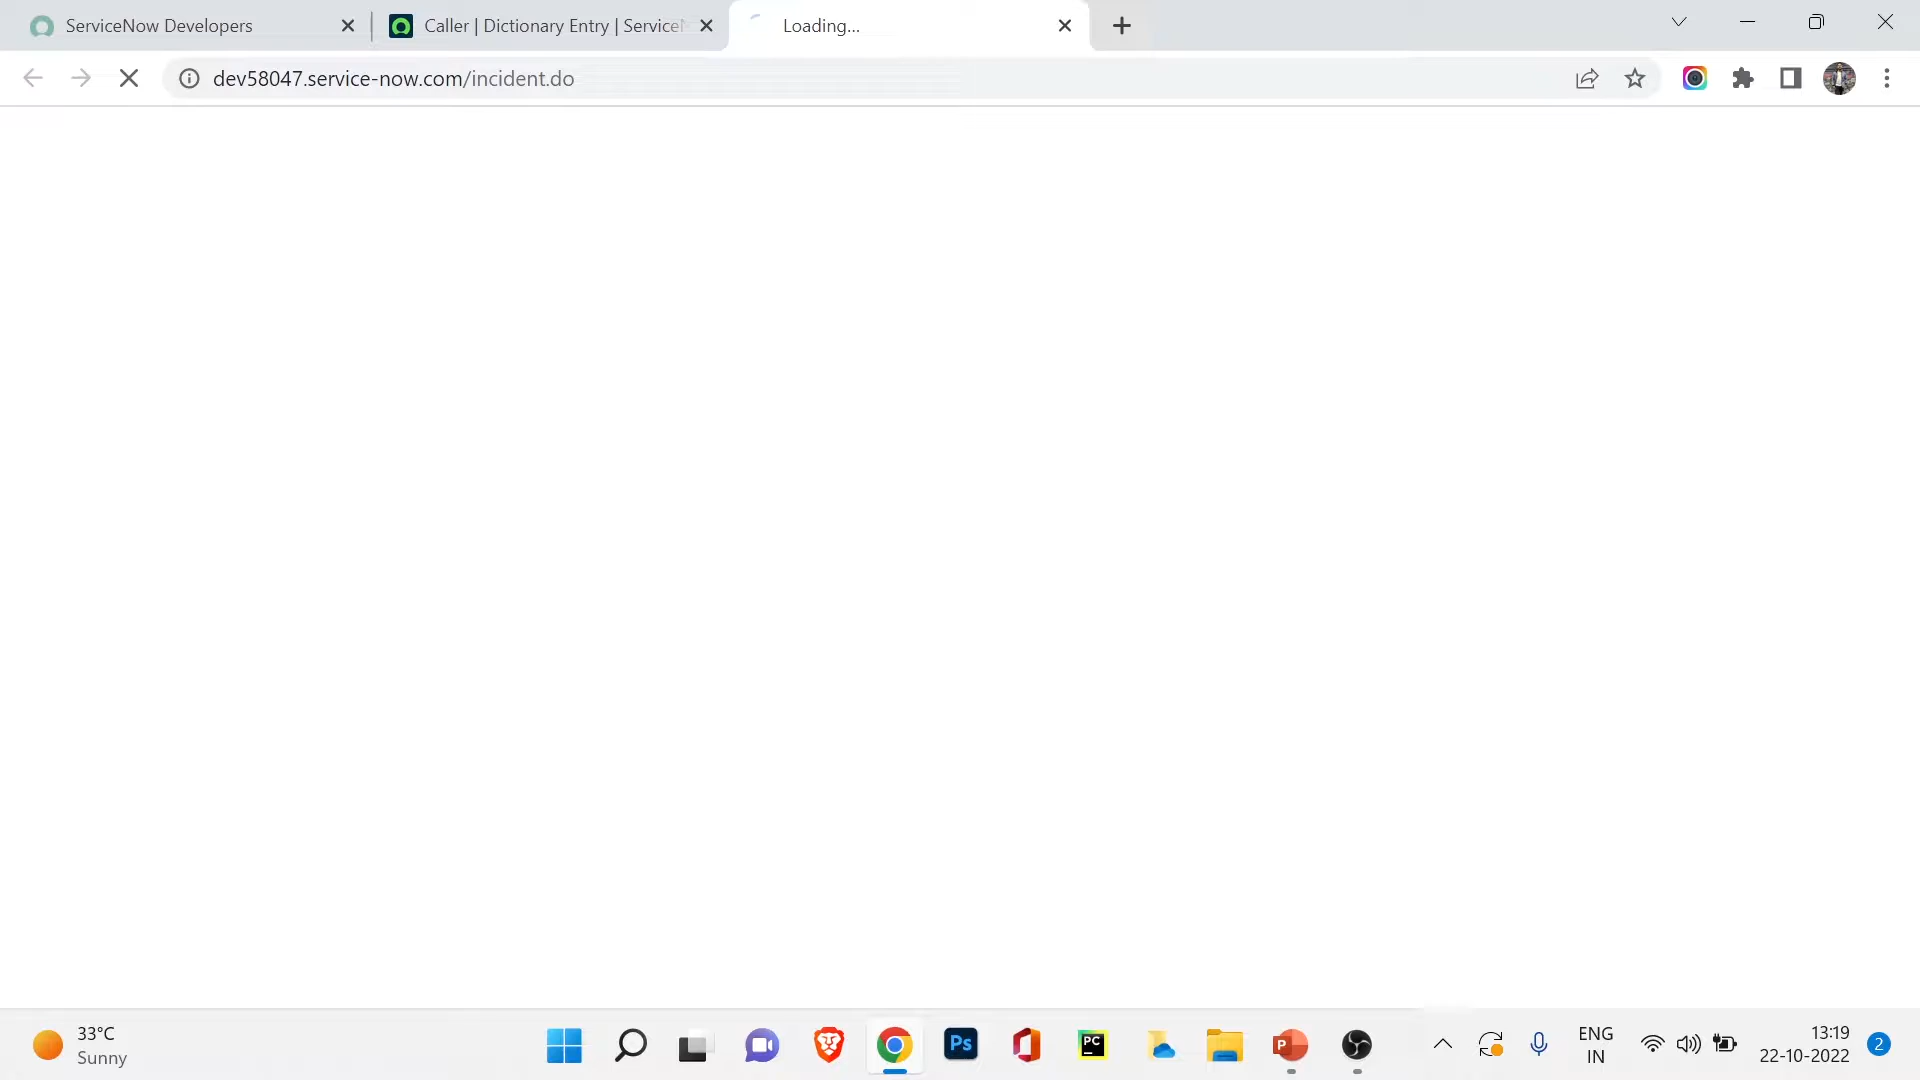 ServiceNow Developers
Caller | Dictionary Entry | Service
Loading...
dev58047.service-now.com/incident.do
33°C
Sunny
Ps
PC
P
ENG
IN
13:19
22-10-2022
2